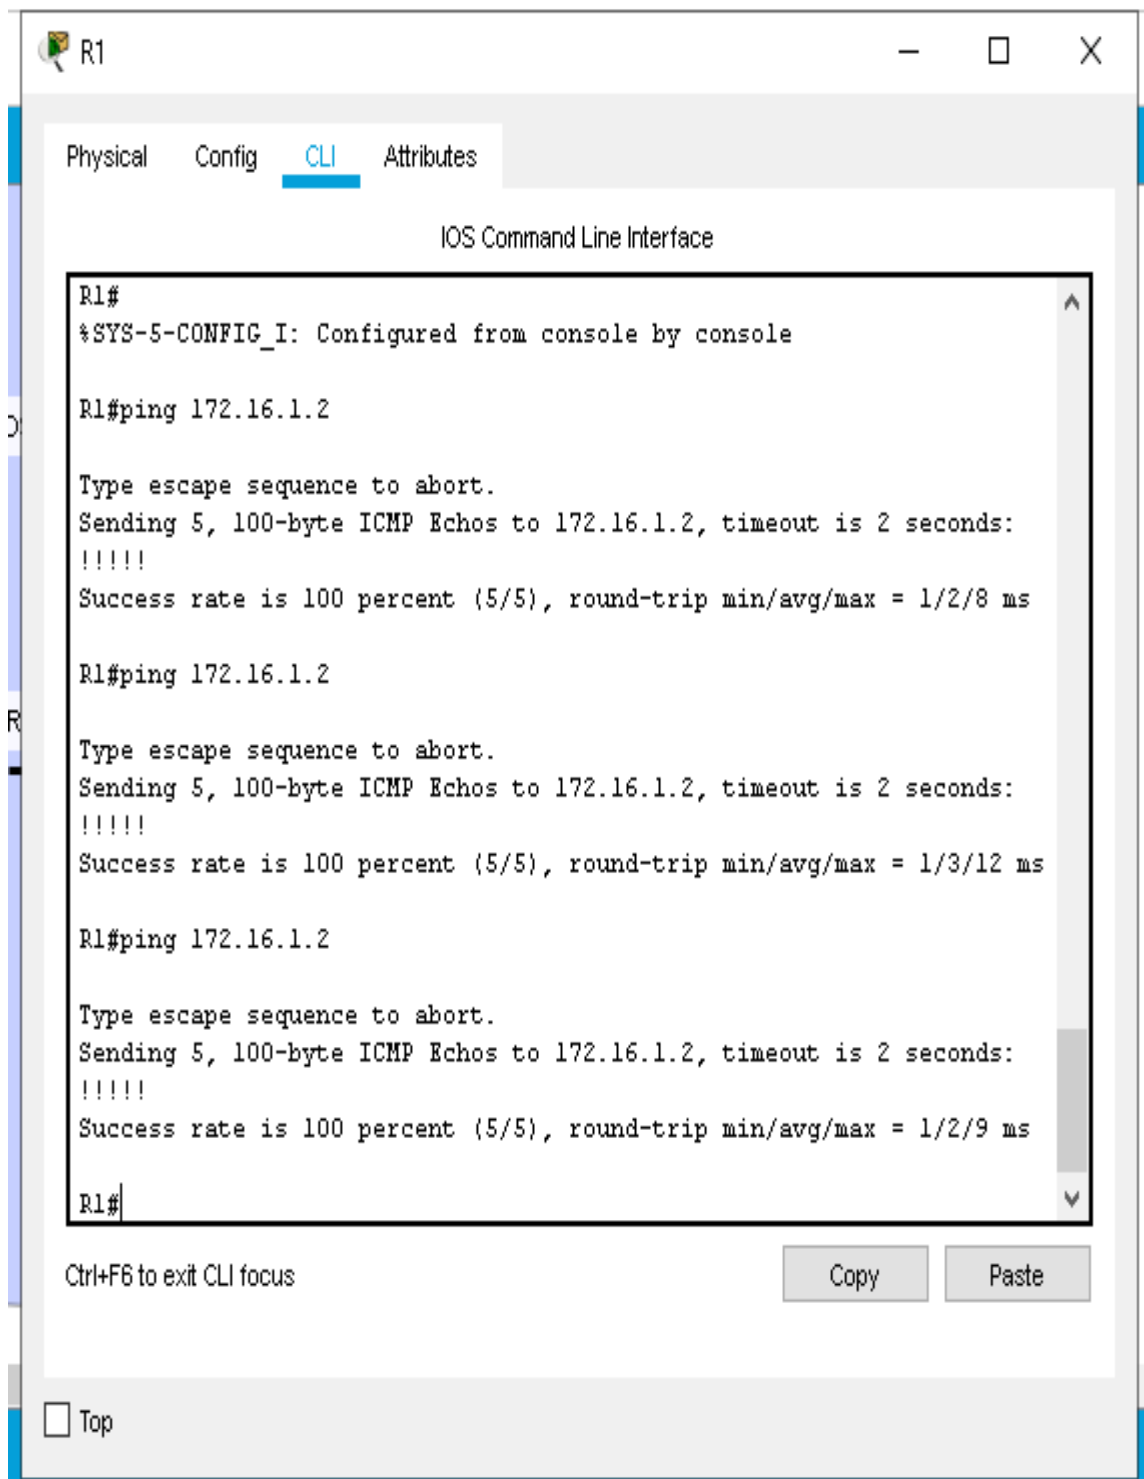 R1
Physical Config CLI Attributes
IOS Command Line Interface
R1#
%SYS-5-CONFIG_I: Configured from console by console
R1#ping 172.16.1.2
Type escape sequence to abort.
Sending 5, 100-byte ICMP Echos to 172.16.1.2, timeout is 2 seconds:
!!!!!
Success rate is 100 percent (5/5), round-trip min/avg/max = 1/2/8 ms
R1#ping 172.16.1.2
Type escape sequence to abort.
Sending 5, 100-byte ICMP Echos to 172.16.1.2, timeout is 2 seconds:
!!!!!
Success rate is 100 percent (5/5), round-trip min/avg/max = 1/3/12 ms
R1#ping 172.16.1.2
Type escape sequence to abort.
Sending 5, 100-byte ICMP Echos to 172.16.1.2, timeout is 2 seconds:
!!!!!
Success rate is 100 percent (5/5), round-trip min/avg/max = 1/2/9 ms
R1#
Ctrl+F6 to exit CLI focus
Copy Paste
Top